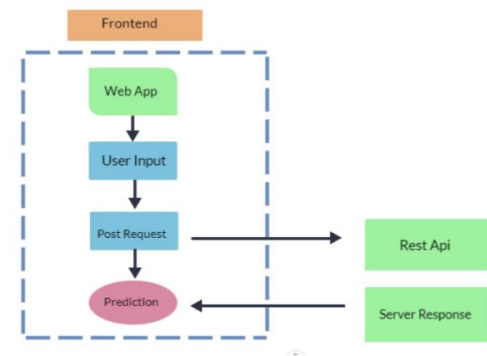 Frontend
Web App
User Input
Post Request
Rest Api
Prediction
Server Response